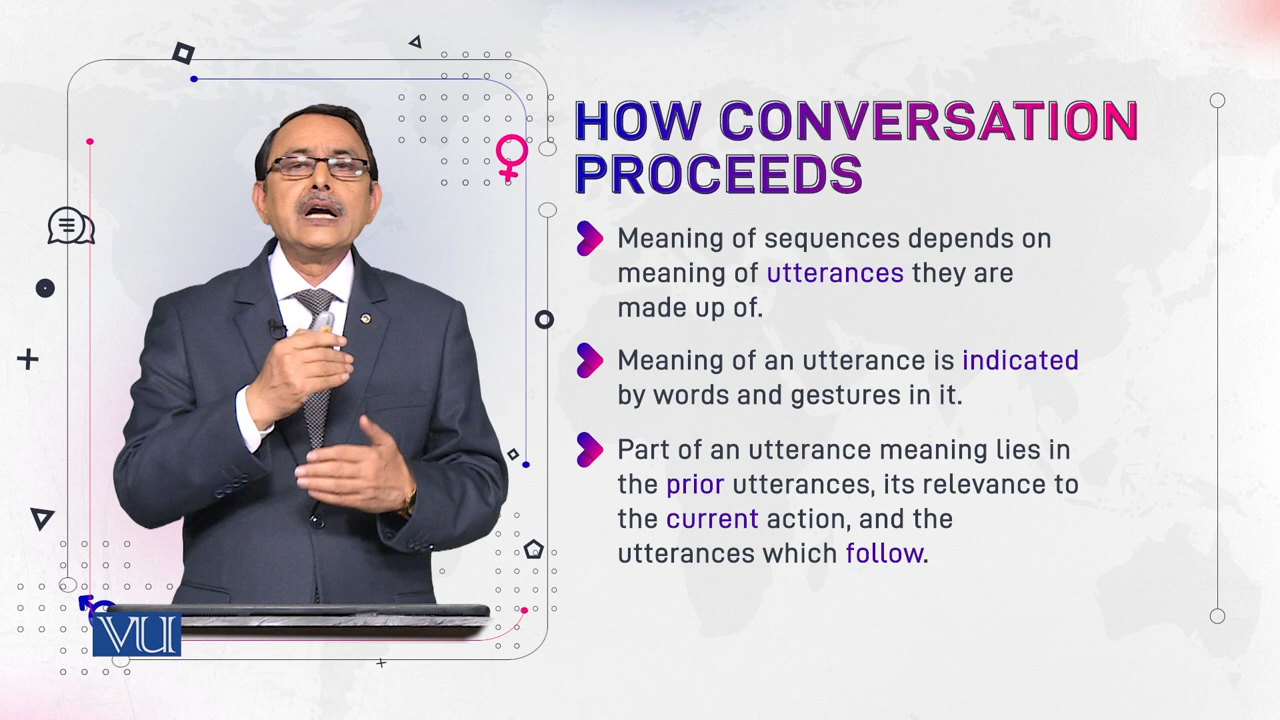 HOW CONVERSATION
PROCEEDS
Meaning of sequences depends on
meaning of utterances they are
made up of.
Meaning of an utterance is indicated
by words and gestures in it.
Part of an utterance meaning lies in
the prior utterances, its relevance to
the current action, and the
utterances which follow.
VU